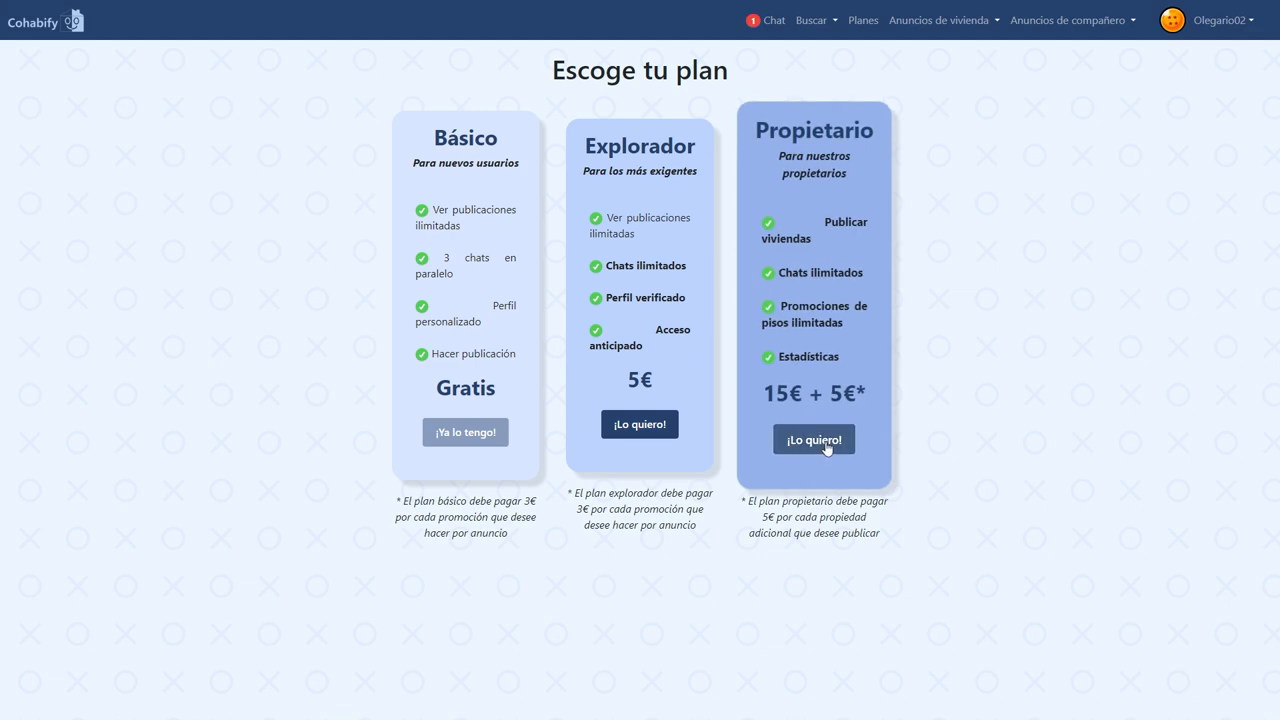 Cohabify
1 Chat Buscar Planes Anuncios de vivienda Anuncios de compañero Olegario02
Escoge tu plan
Básico
Para nuevos usuarios
Ver publicaciones
ilimitadas
3 chats en
paralelo
Perfil
personalizado
Hacer publicación
Gratis
¡Ya lo tengo!
* El plan básico debe pagar 3€
por cada promoción que desee
hacer por anuncio
Explorador
Para los más exigentes
Ver publicaciones
ilimitadas
Chats ilimitados
Perfil verificado
Acceso
anticipado
5€
¡Lo quiero!
* El plan explorador debe pagar
3€ por cada promoción que
desee hacer por anuncio
Propietario
Para nuestros
propietarios
Publicar
viviendas
Chats ilimitados
Promociones de
pisos ilimitadas
Estadísticas
15€ + 5€*
¡Lo quiero!
* El plan propietario debe pagar
5€ por cada propiedad
adicional que desee publicar